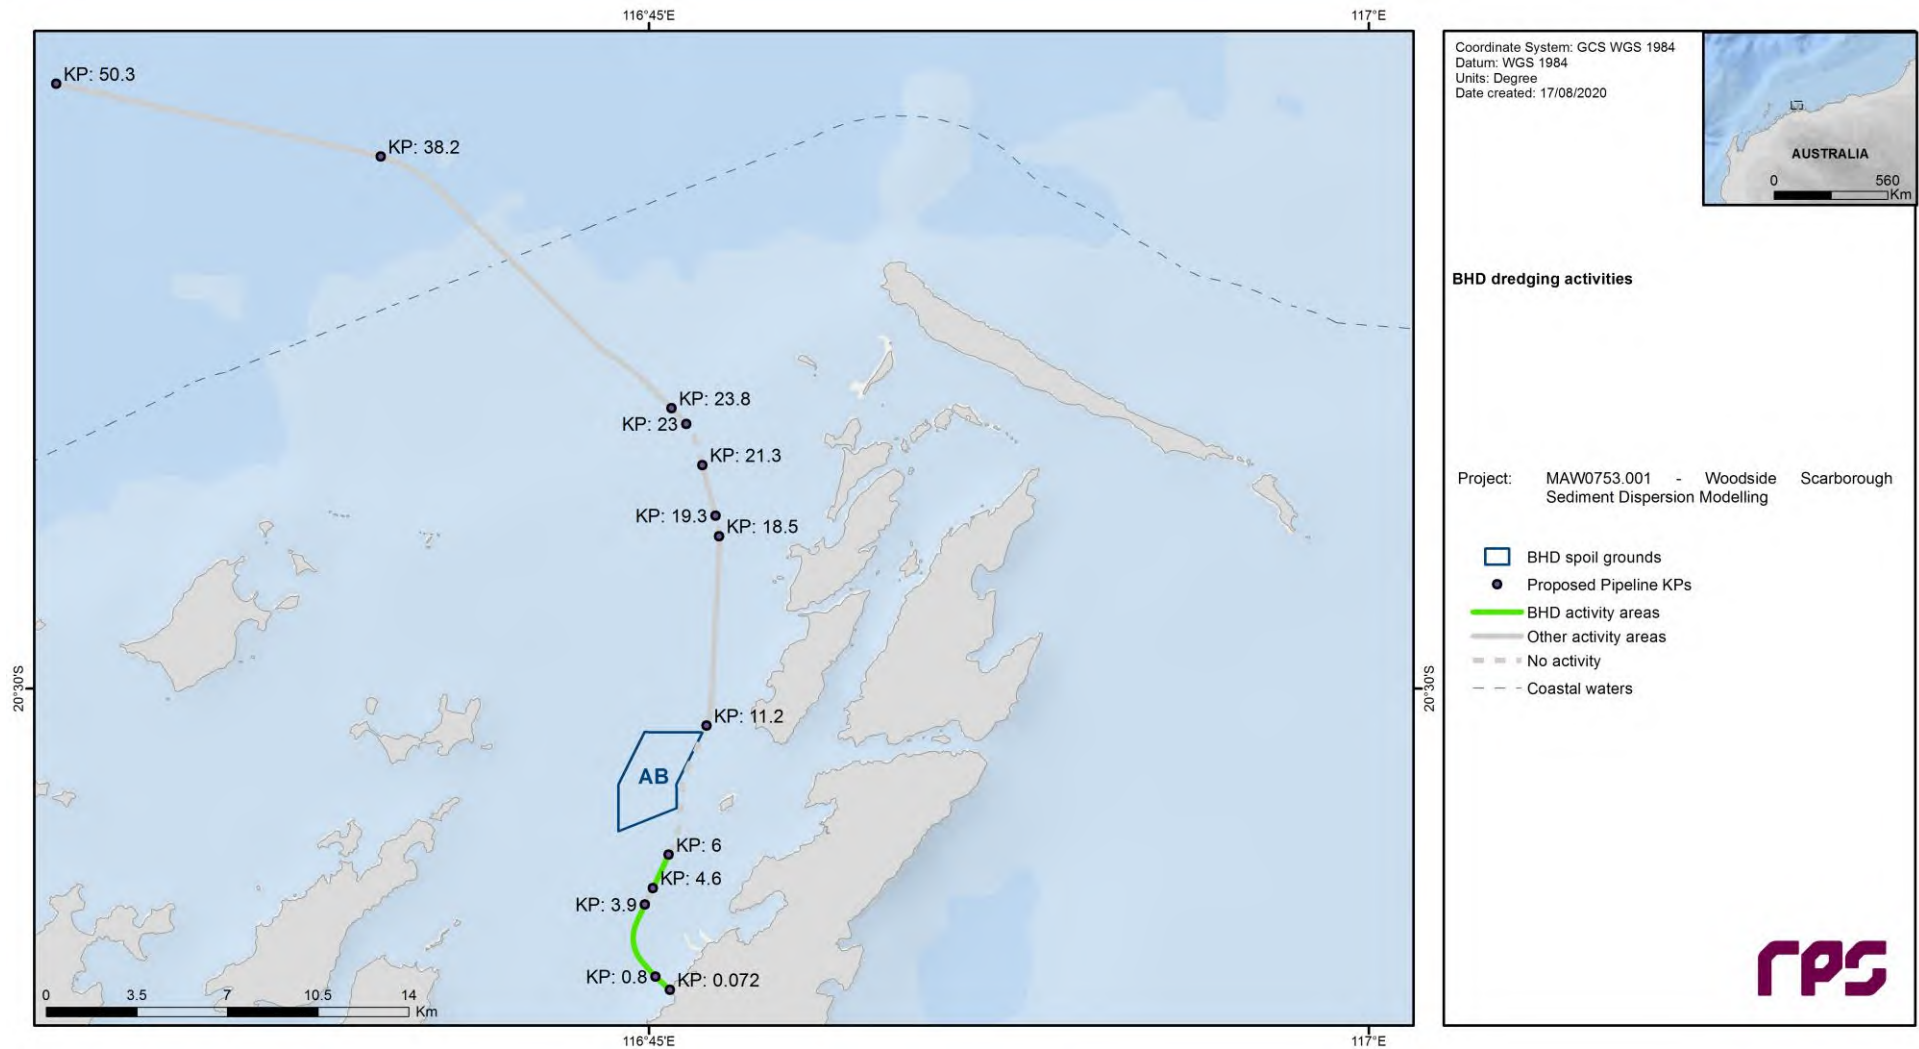 116°45'E
117°E
KP: 50.3
KP: 38.2
KP: 23.8
KP: 23
KP: 21.3
KP: 19.3
KP: 18.5
20°30'S
20°30'S
KP: 11.2
AB
KP: 6
KP: 4.6
KP: 3.9
KP: 0.8
KP: 0.072
0 3.5 7 10.5 14
Km
116°45'E
117°E
Coordinate System: GCS WGS 1984
Datum: WGS 1984
Units: Degree
Date created: 17/08/2020
AUSTRALIA
0 560
Km
BHD dredging activities
Project: MAW0753.001 - Woodside Scarborough
Sediment Dispersion Modelling
BHD spoil grounds
Proposed Pipeline KPs
BHD activity areas
Other activity areas
No activity
Coastal waters
rps